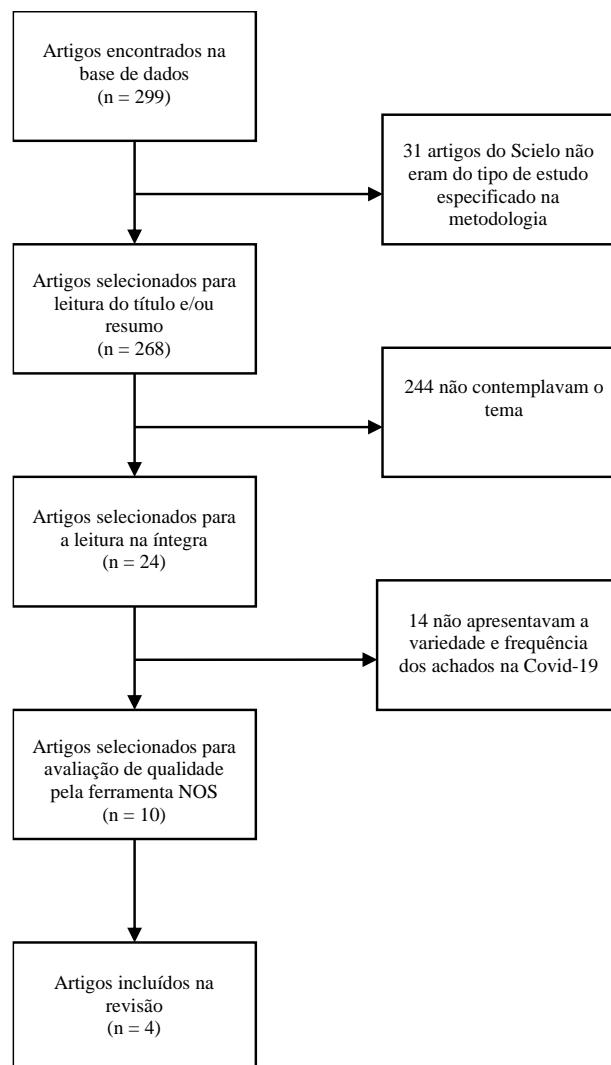 Artigos encontrados na
base de dados
(n = 299)
31 artigos do Scielo não
eram do tipo de estudo
especificado na
metodologia
Artigos selecionados para
leitura do título e/ou
resumo
(n = 268)
244 não contemplavam o
tema
Artigos selecionados para
a leitura na íntegra
(n = 24)
14 não apresentavam a
variedade e frequência
dos achados na Covid-19
Artigos selecionados para
avaliação de qualidade
pela ferramenta NOS
(n = 10)
Artigos incluídos na
revisão
(n = 4)